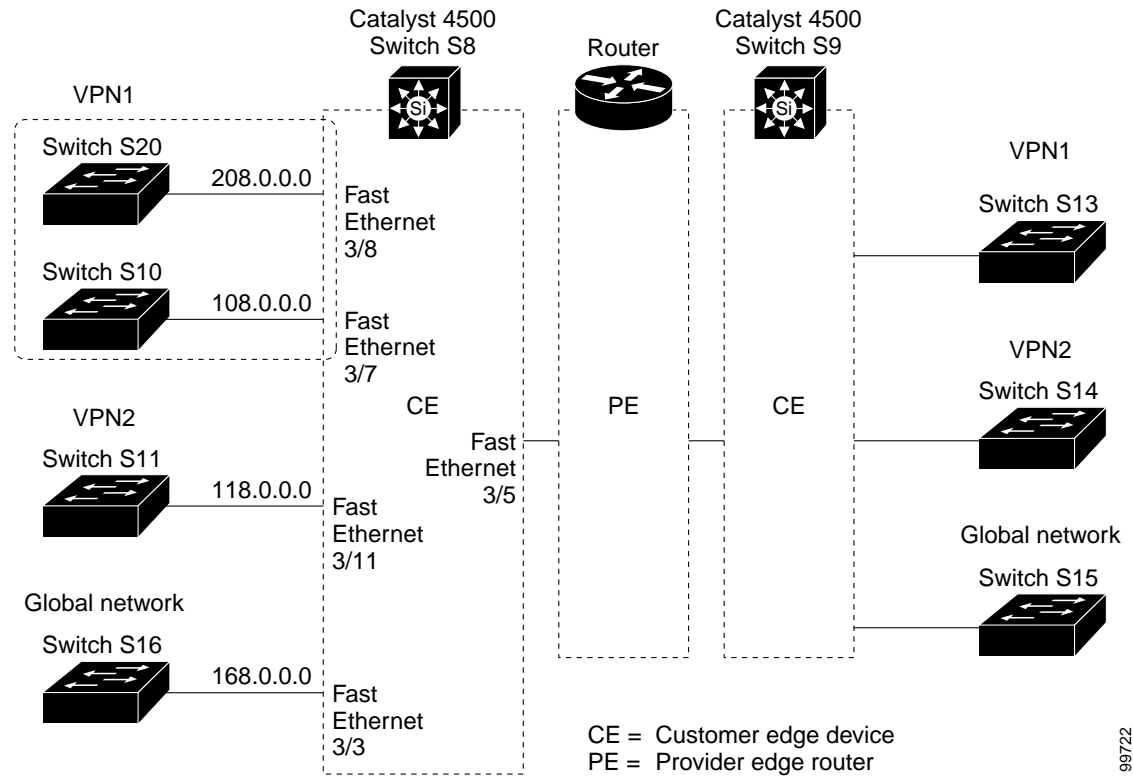 Catalyst 4500
Switch S8
Router
Catalyst 4500
Switch S9
Si
Si
VPN1
Switch S20
208.0.0.0
Fast
Ethernet
3/8
Switch S10
108.0.0.0
Fast
Ethernet
3/7
VPN2
Switch S11
118.0.0.0
Fast
Ethernet
3/11
Global network
Switch S16
168.0.0.0
Fast
Ethernet
3/3
CE
Fast
Ethernet
3/5
PE
CE
VPN1
Switch S13
VPN2
Switch S14
Global network
Switch S15
CE = Customer edge device
PE = Provider edge router
99722